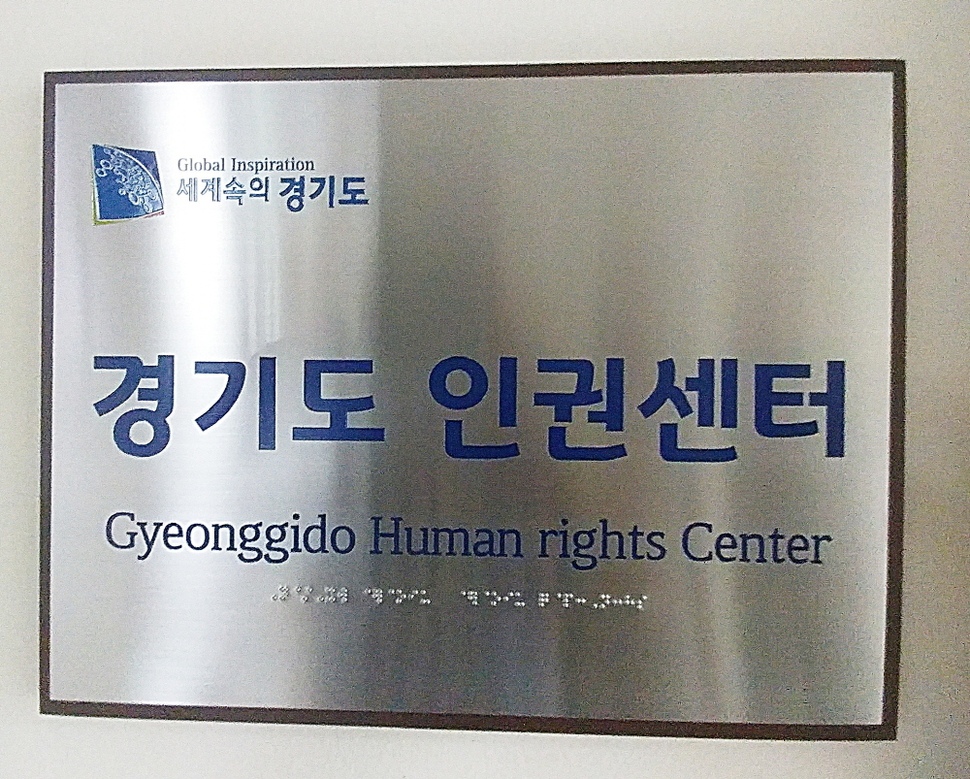 Global Inspiration
세계속의 경기도
경기도 인권센터
Gyeonggido Human rights Center